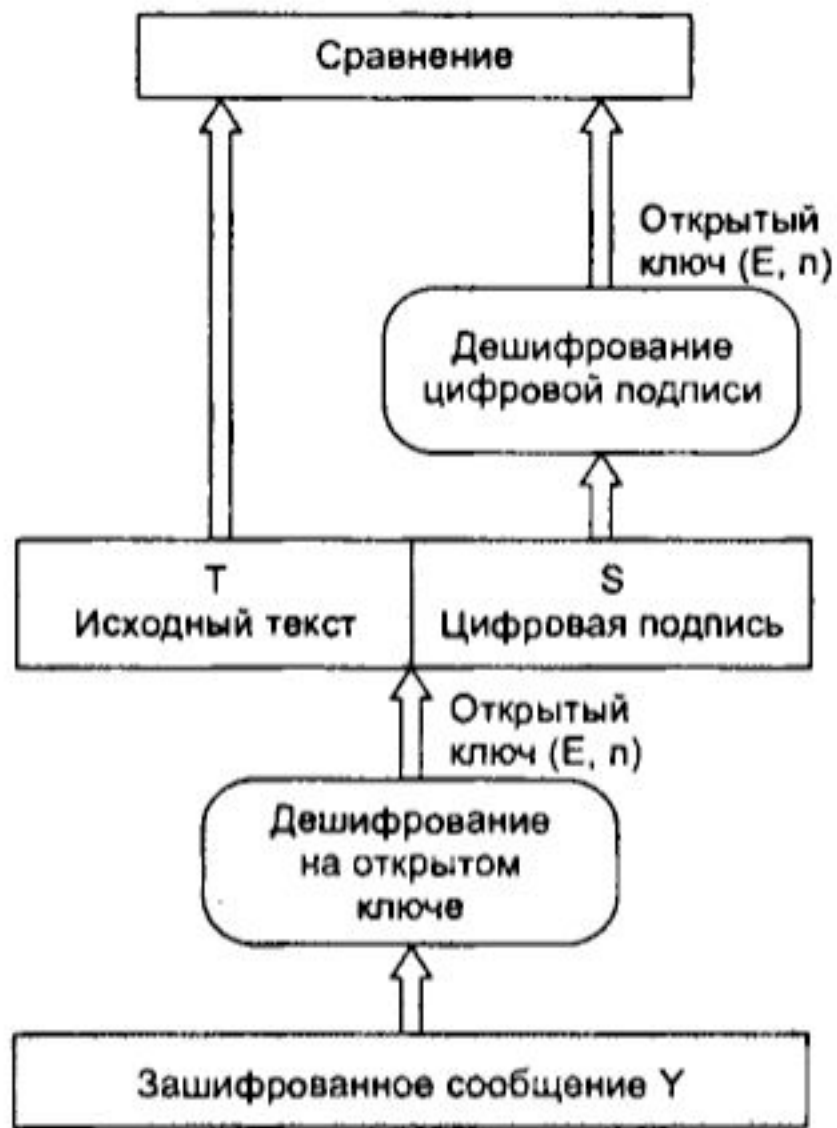 Сравнение
Открытый
ключ (E, n)
Дешифрование
цифровой подписи
T
Исходный текст
S
Цифровая подпись
Открытый
ключ (E, n)
Дешифрование
на открытом
ключе
Зашифрованное сообщение Y